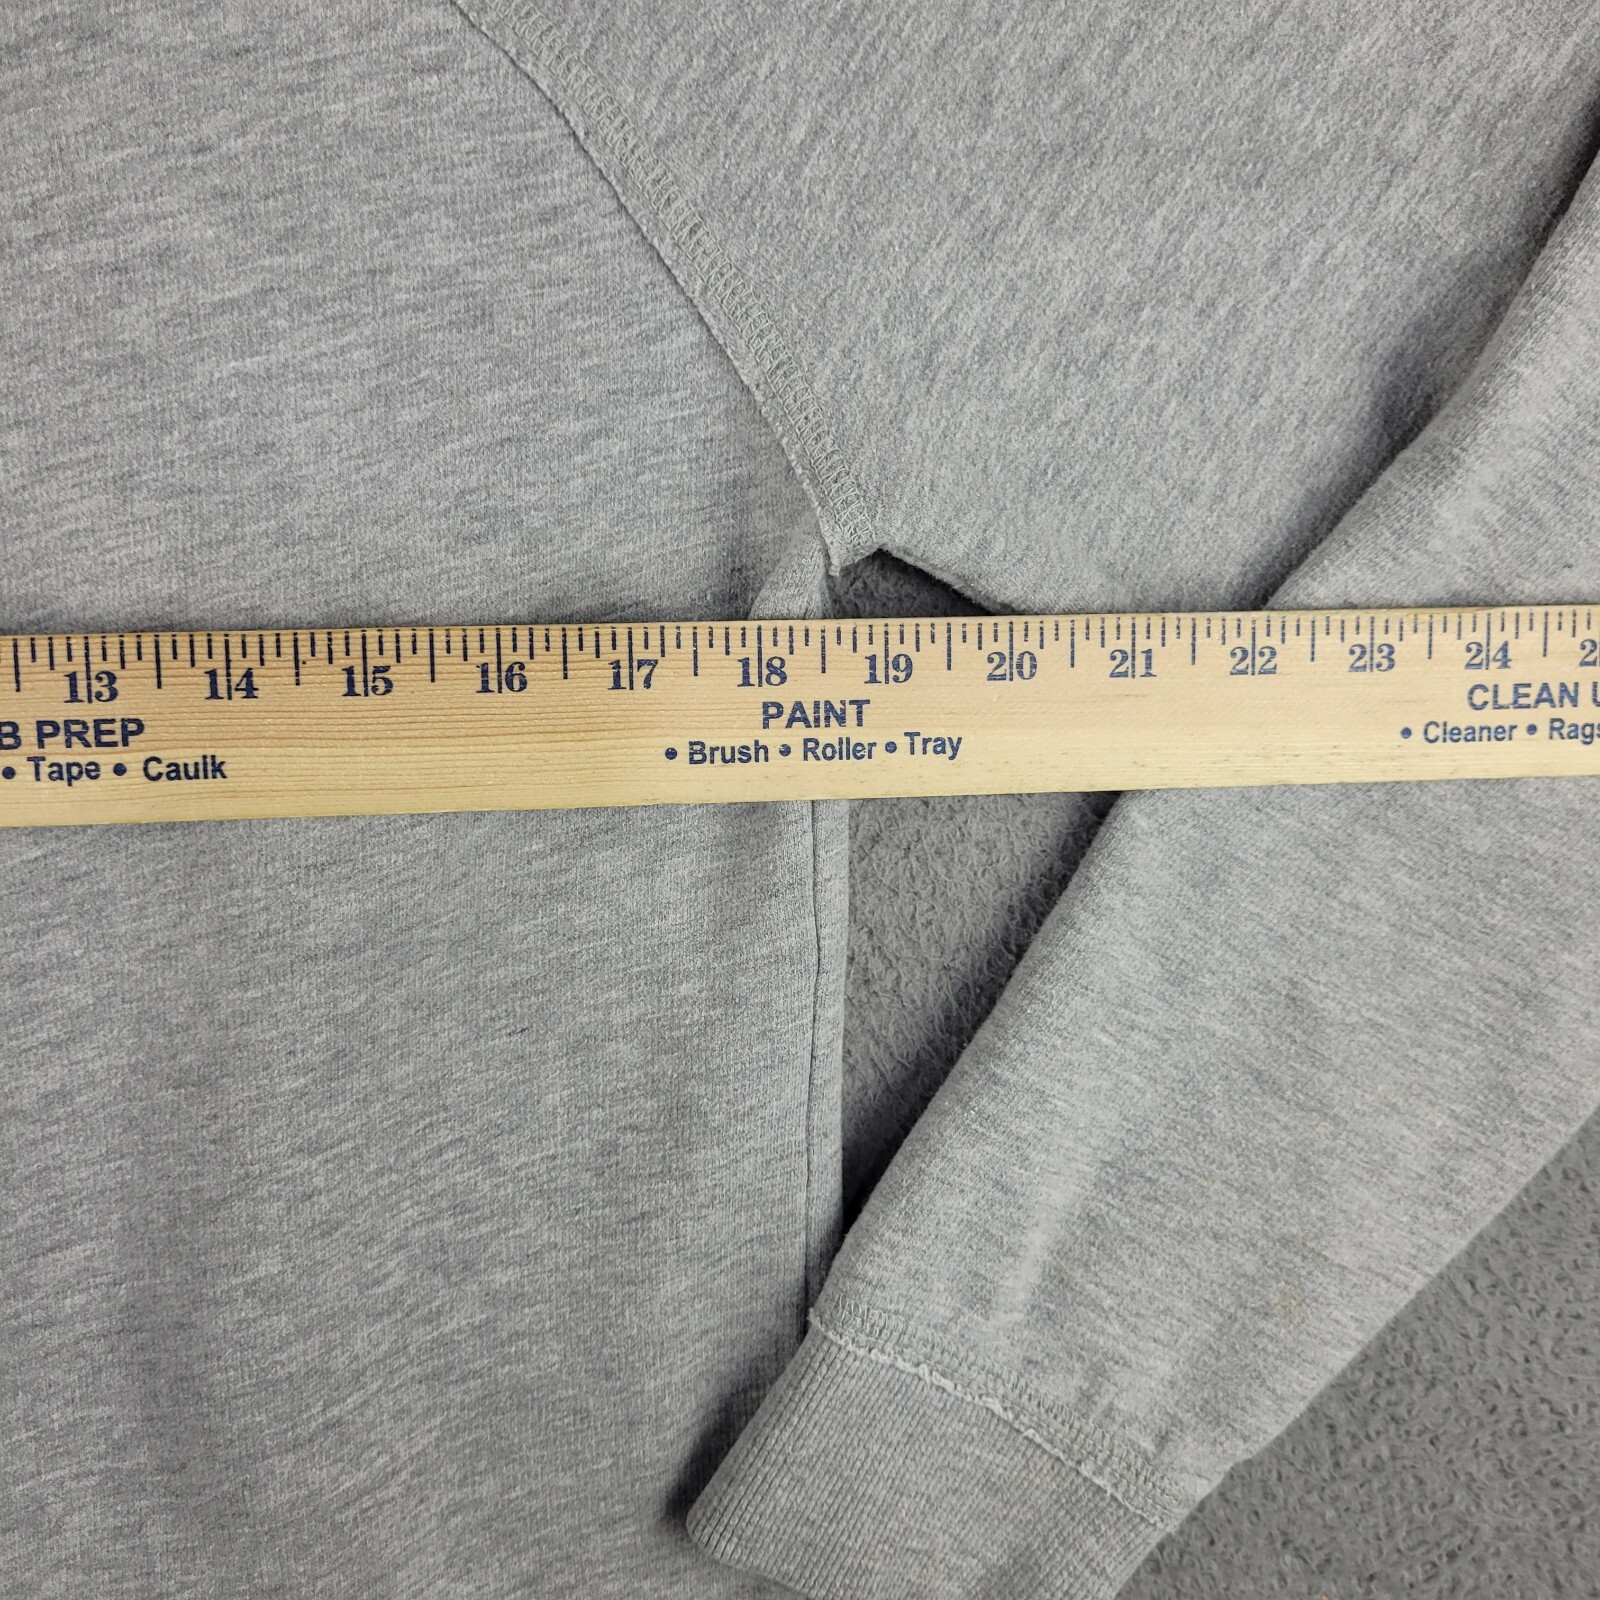 13 14 15 16 17 18 19 20 21 22 23 24
B PREP PAINT CLEAN
• Tape • Caulk • Brush • Roller • Tray • Cleaner • Rags